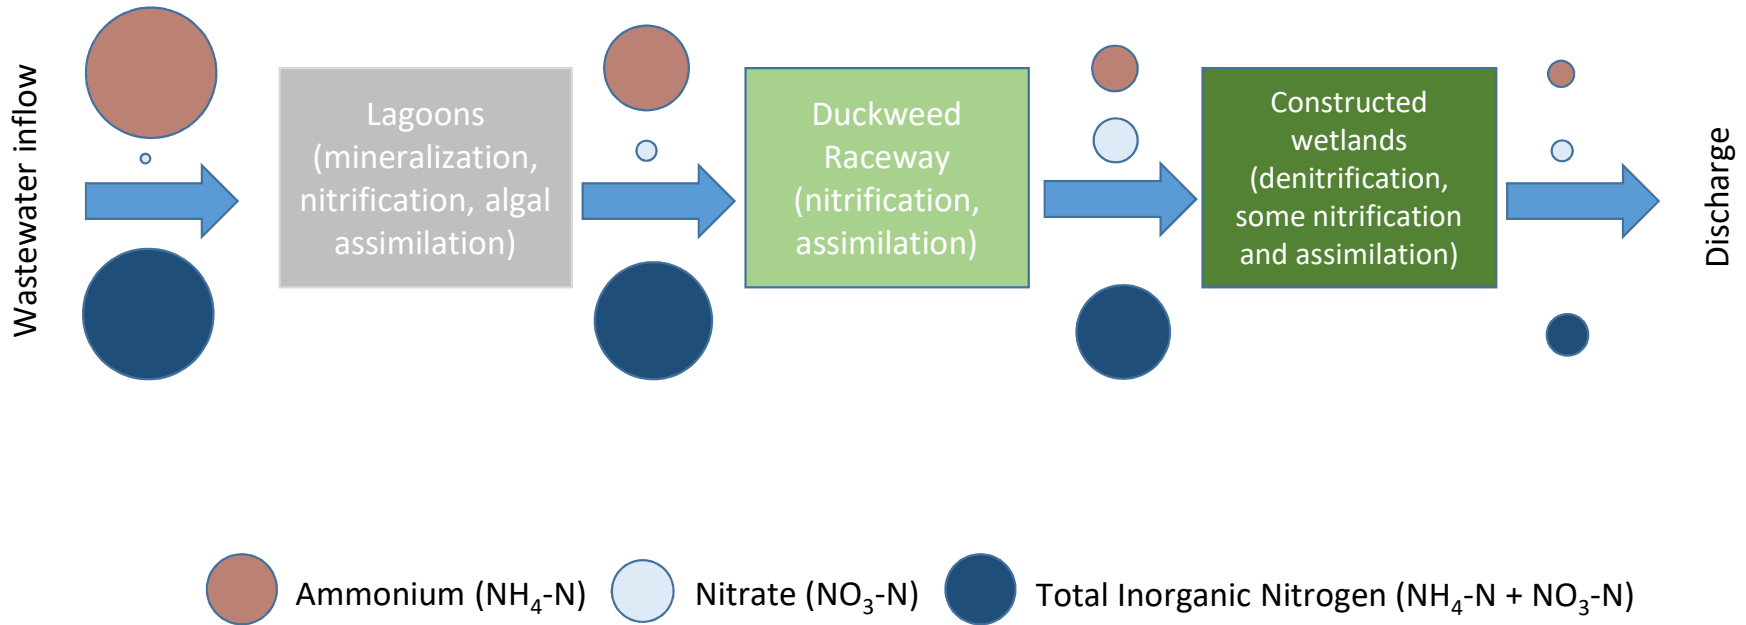 Wastewater inflow
Lagoons
(mineralization,
nitrification, algal
assimilation)
Duckweed
Raceway
(nitrification,
assimilation)
Constructed
wetlands
(denitrification,
some nitrification
and assimilation)
Discharge
Ammonium (NH₄-N)
Nitrate (NO₃-N)
Total Inorganic Nitrogen (NH₄-N + NO₃-N)